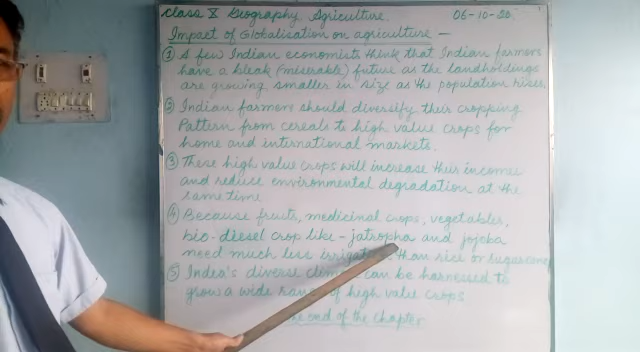 Class X Geography Agriculture. 06-10-20.
Impact of Globalisation on agriculture -
① A few Indian economists think that Indian farmers
have a bleak (miserable) future as the landholdings
are growing smaller in size as the population rises.
② Indian farmers should diversify their cropping
Pattern from cereals to high value crops for
home and international markets.
③ These high value crops will increase their incomes
and reduce environmental degradation at the
same time
④ Because fruits, medicinal crops, vegetables,
bio-diesel crop like - jatropha and jojoba
need much less than rice or sugarcane
⑤ India's diverse can be harnessed to
grow a wide of high value crops
end of the Chapter